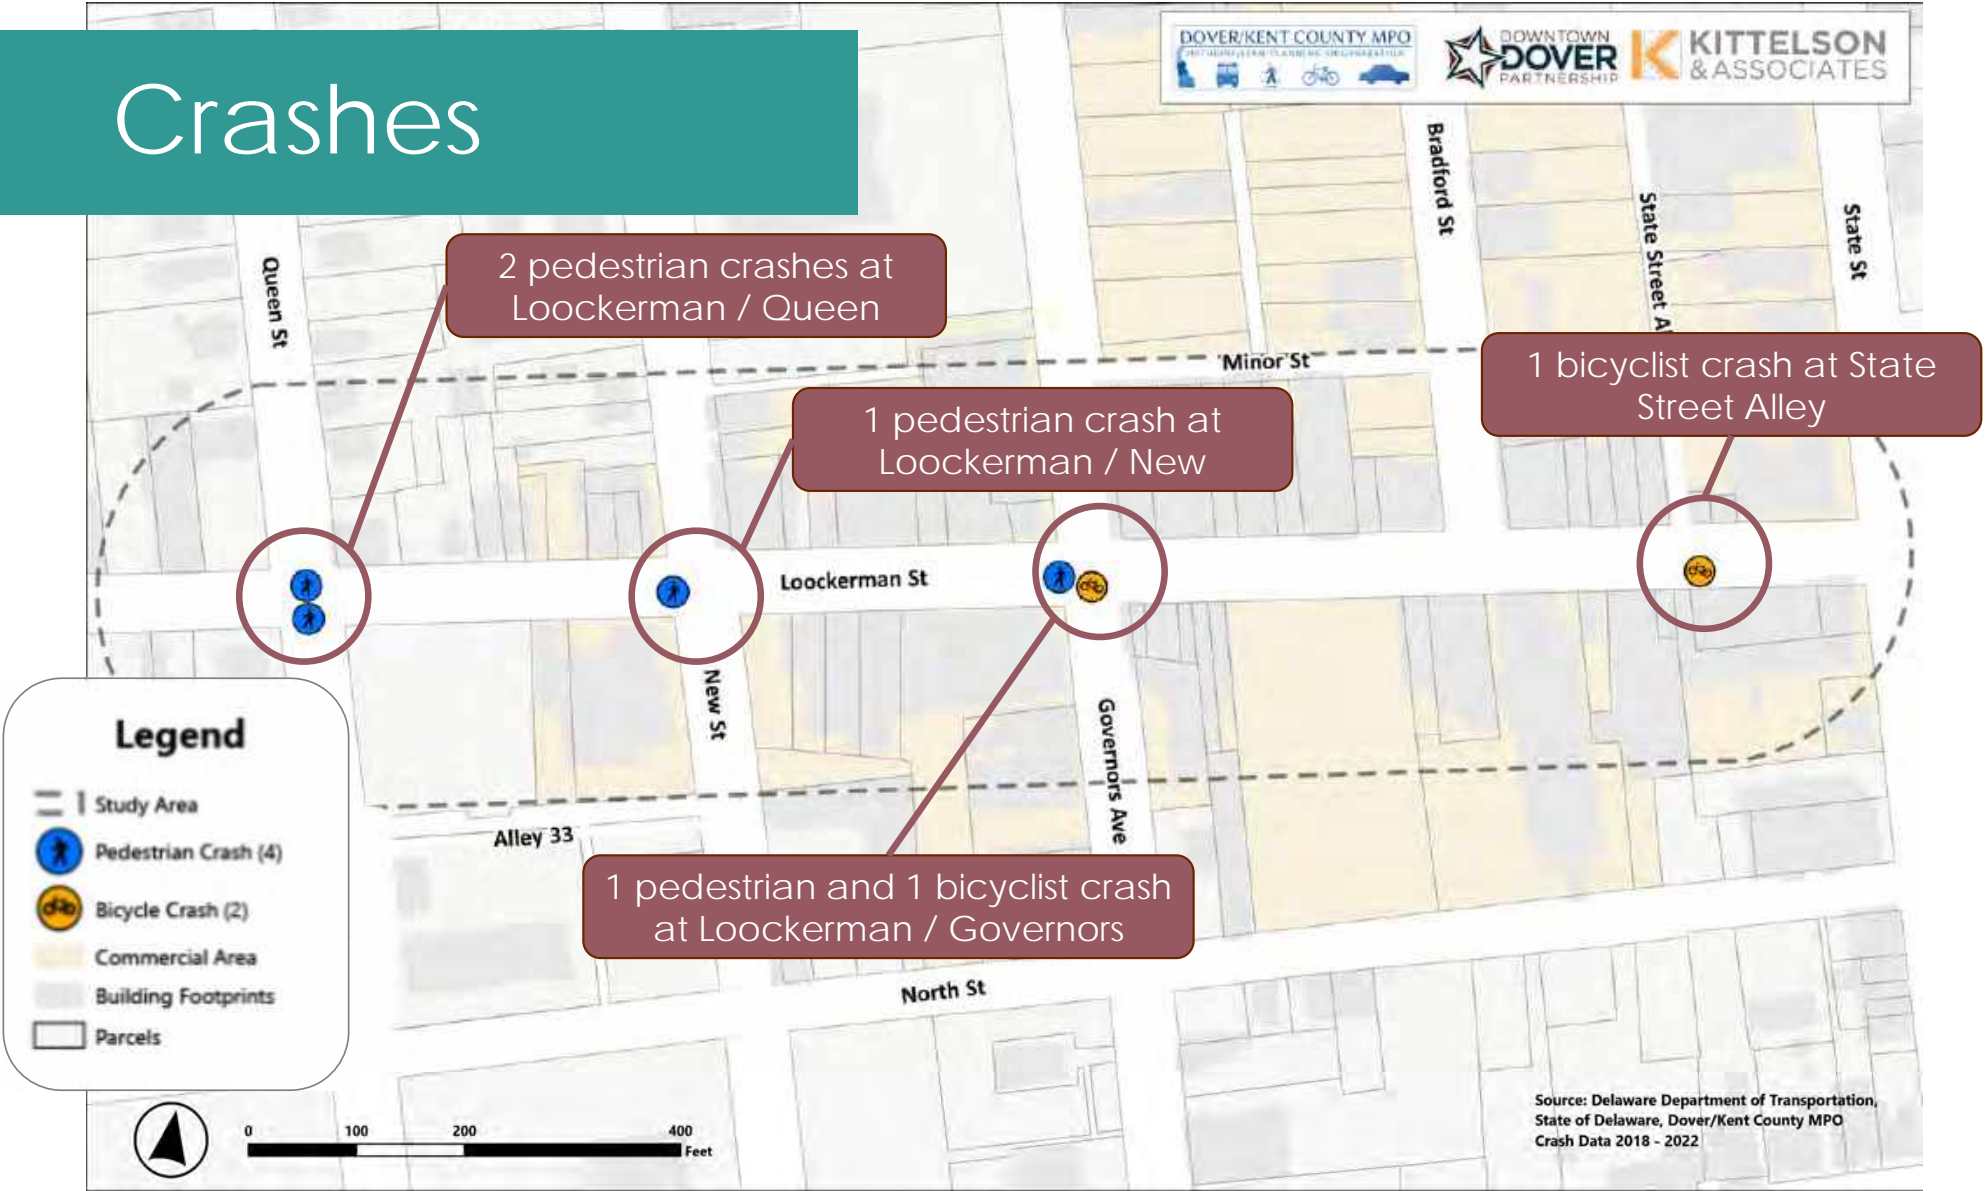 Crashes
DOVER/KENT COUNTY MPO
METROPOLITAN PLANNING ORGANIZATION
DOWNTOWN
DOVER
PARTNERSHIP
KITTELSON
& ASSOCIATES
Bradford St
State Street Al
State St
Queen St
2 pedestrian crashes at
Loockerman / Queen
Minor St
1 bicyclist crash at State
Street Alley
1 pedestrian crash at
Loockerman / New
Loockerman St
New St
Governors Ave
Legend
Study Area
Pedestrian Crash (4)
Bicycle Crash (2)
Commercial Area
Building Footprints
Parcels
Alley 33
1 pedestrian and 1 bicyclist crash
at Loockerman / Governors
North St
0 100 200 400
Feet
Source: Delaware Department of Transportation,
State of Delaware, Dover/Kent County MPO
Crash Data 2018 - 2022